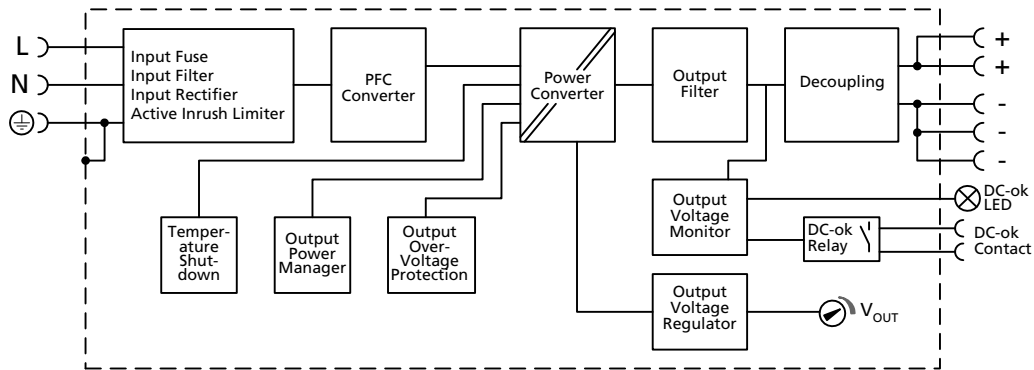 L
N
Input Fuse
Input Filter
Input Rectifier
Active Inrush Limiter
PFC
Converter
Power
Converter
Output
Filter
Decoupling
+
+
-
-
-
Temper-
ature
Shut-
down
Output
Power
Manager
Output
Over-
Voltage
Protection
Output
Voltage
Monitor
DC-ok
LED
DC-ok
Relay
DC-ok
Contact
Output
Voltage
Regulator
VOUT